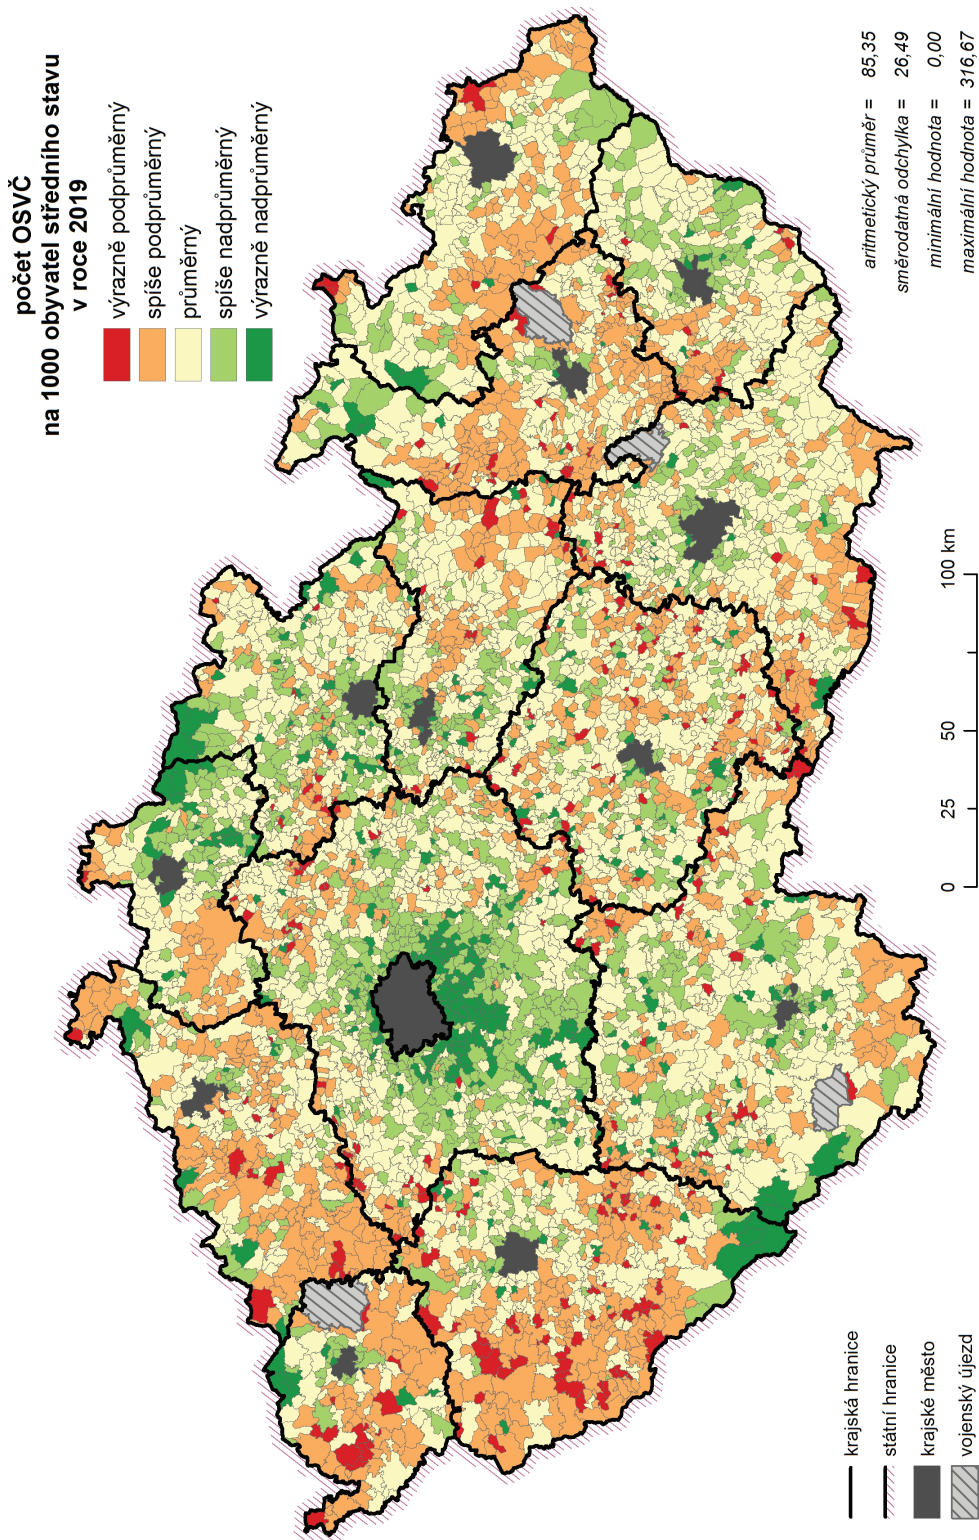 počet OSVČ
na 1000 obyvatel středního stavu
v roce 2019
výrazně podprůměrný
spíše podprůměrný
průměrný
spíše nadprůměrný
výrazně nadprůměrný
krajská hranice
státní hranice
krajské město
vojenský újezd
0 25 50 100 km
aritmetický průměr = 85,35
směrodatná odchylka = 26,49
minimální hodnota = 0,00
maximální hodnota = 316,67